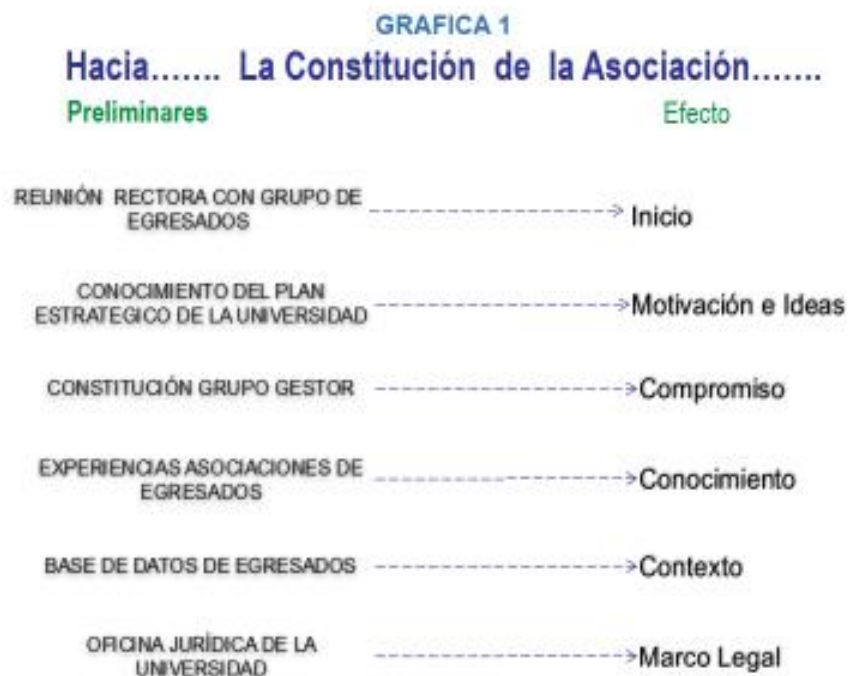 GRAFICA 1
Hacia....... La Constitución de la Asociación.......
Preliminares Efecto
REUNIÓN RECTORA CON GRUPO DE
EGRESADOS
Inicio
CONOCIMIENTO DEL PLAN
ESTRATEGICO DE LA UNIVERSIDAD
Motivación e Ideas
CONSTITUCIÓN GRUPO GESTOR
Compromiso
EXPERIENCIAS ASOCIACIONES DE
EGRESADOS
Conocimiento
BASE DE DATOS DE EGRESADOS
Contexto
OFICINA JURÍDICA DE LA
UNIVERSIDAD
Marco Legal